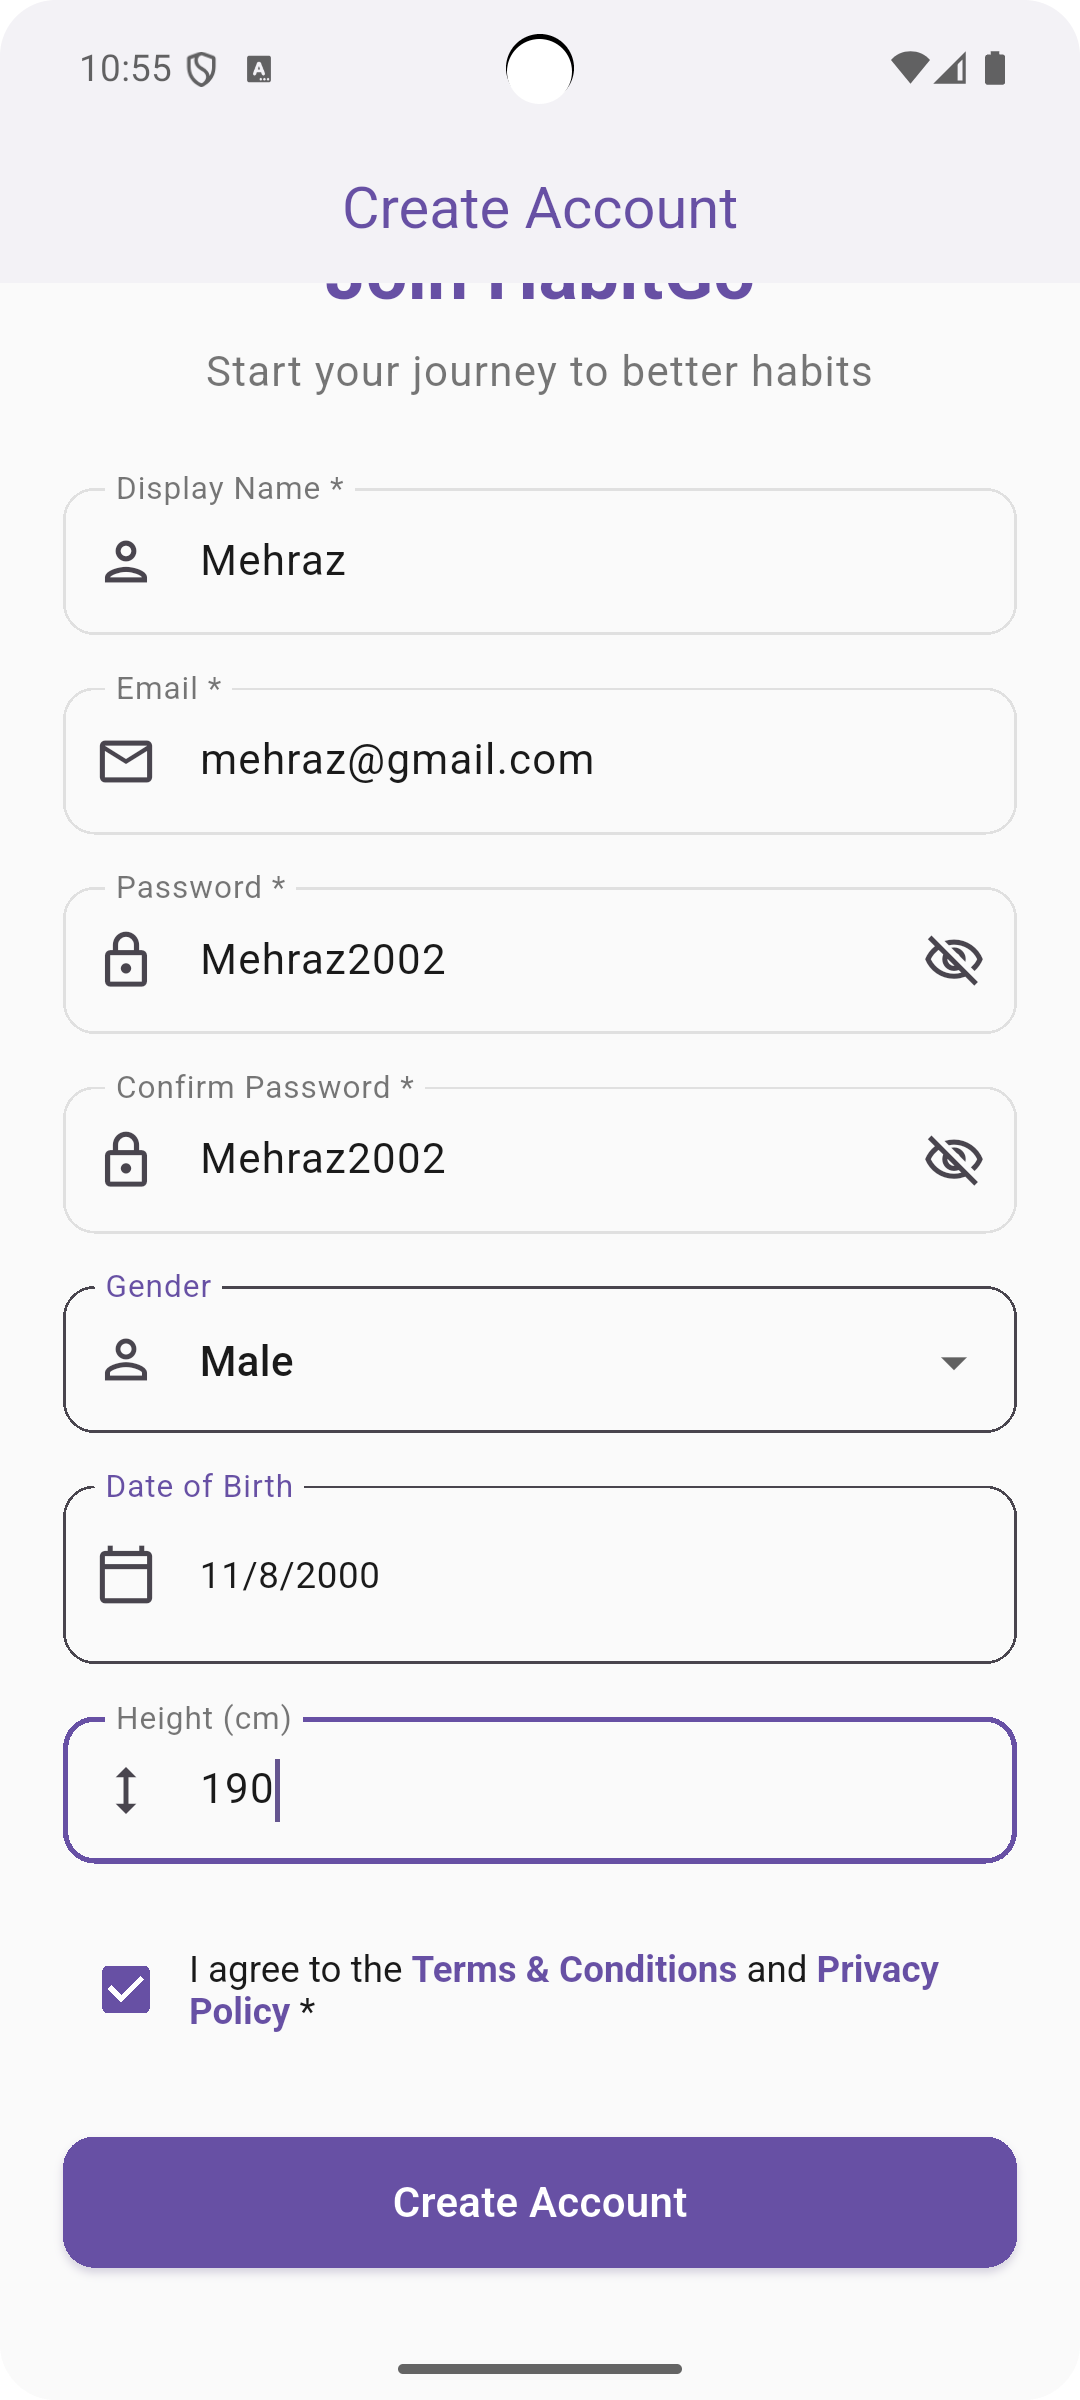 10:55
Create Account
Join HabitGo
Start your journey to better habits
Display Name *
Mehraz
Email *
mehraz@gmail.com
Password *
Mehraz2002
Confirm Password *
Mehraz2002
Gender
Male
Date of Birth
11/8/2000
Height (cm)
190
I agree to the Terms & Conditions and Privacy
Policy *
Create Account